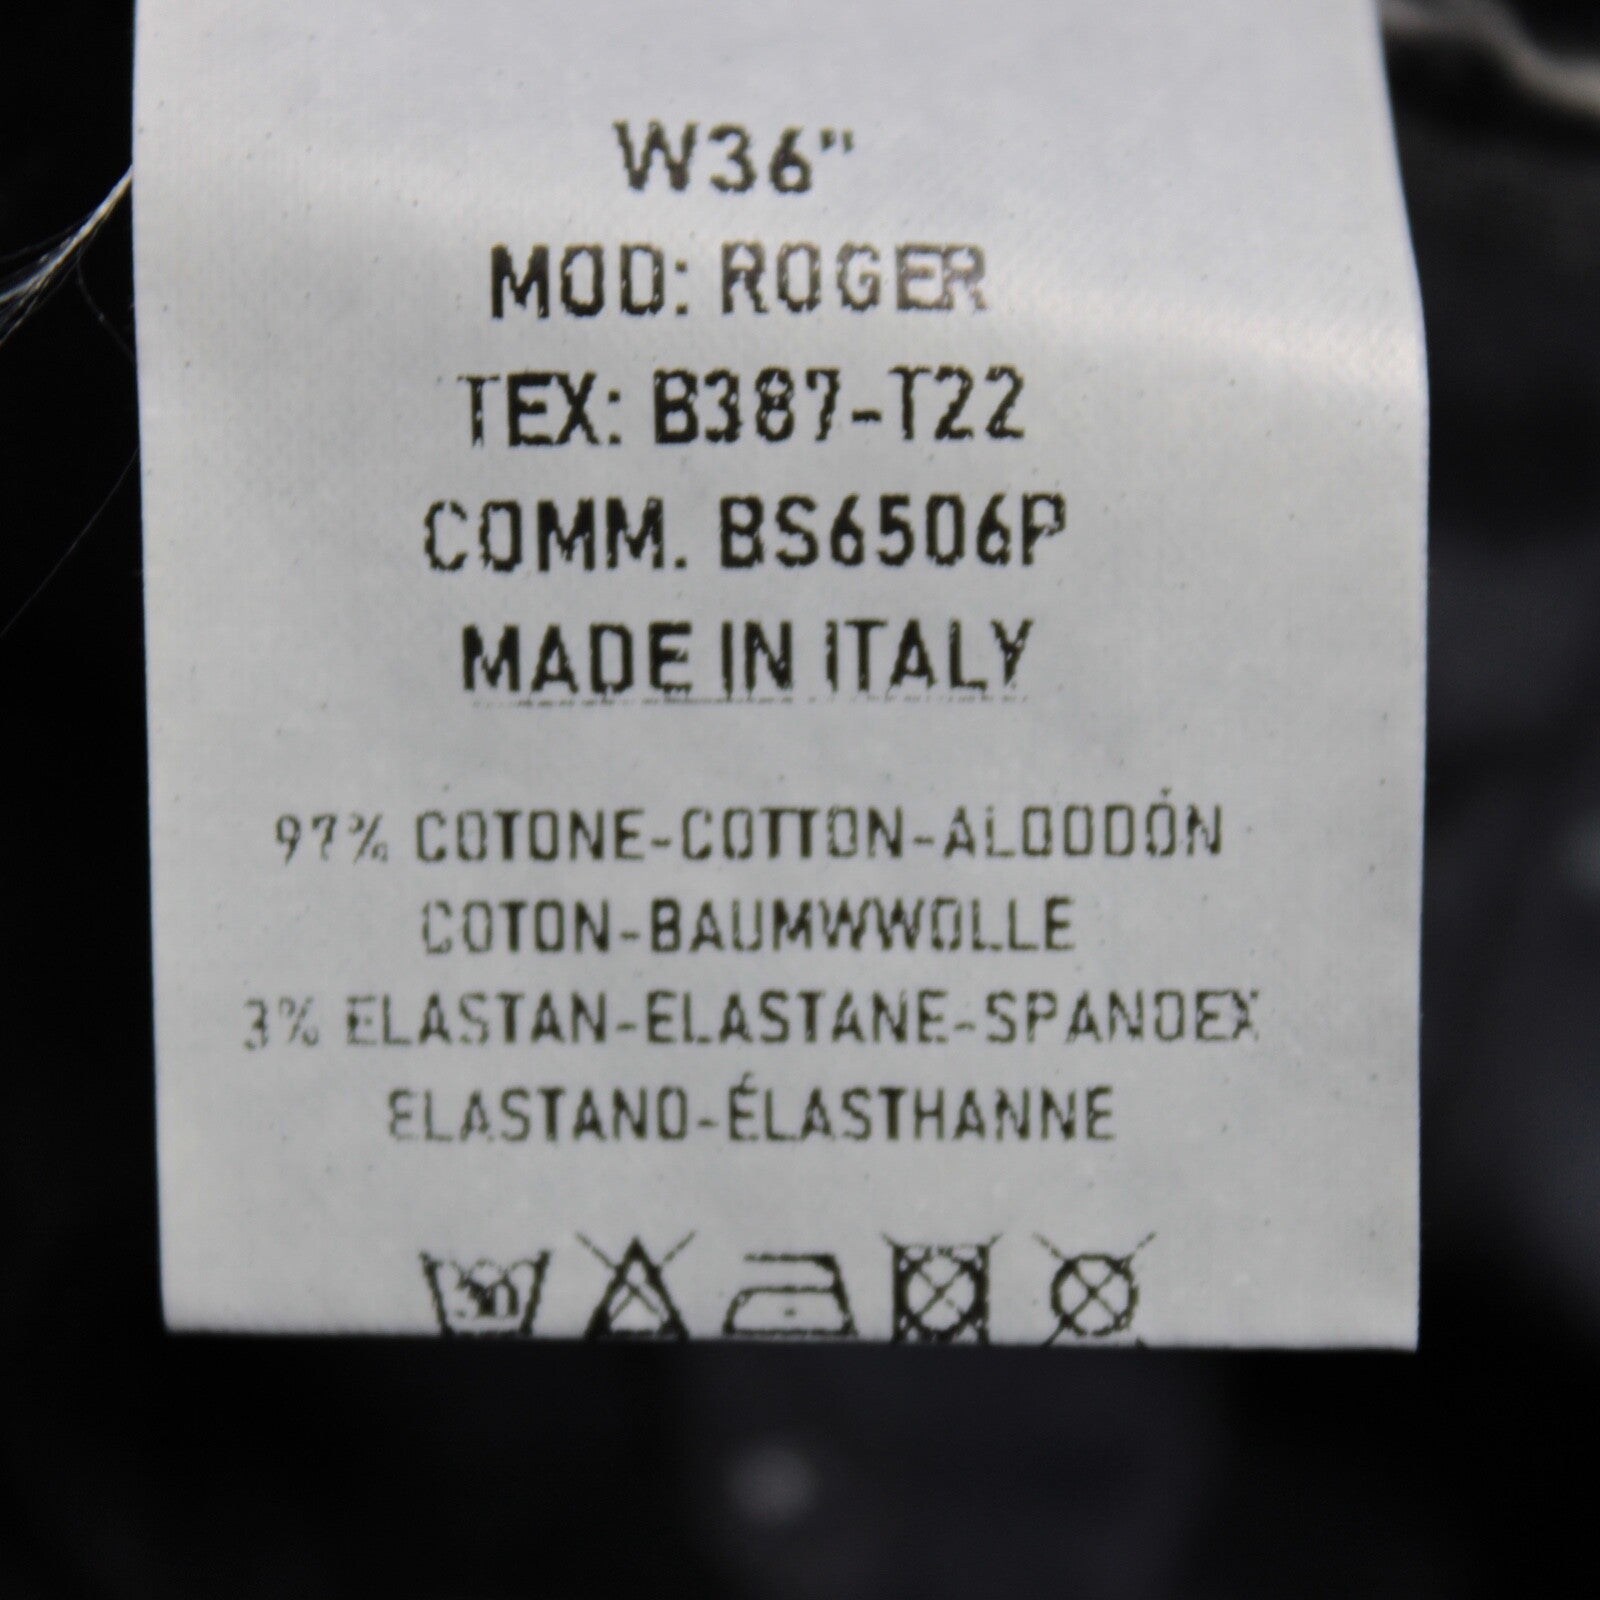 W36"
MOD: ROGER
TEX: B387-T22
COMM. BS6506P
MADE IN ITALY
97% COTONE-COTTON-ALGODÓN
COTON-BAUMWWOLLE
3% ELASTAN-ELASTANE-SPANDEX
ELASTANO-ÉLASTHANNE
30